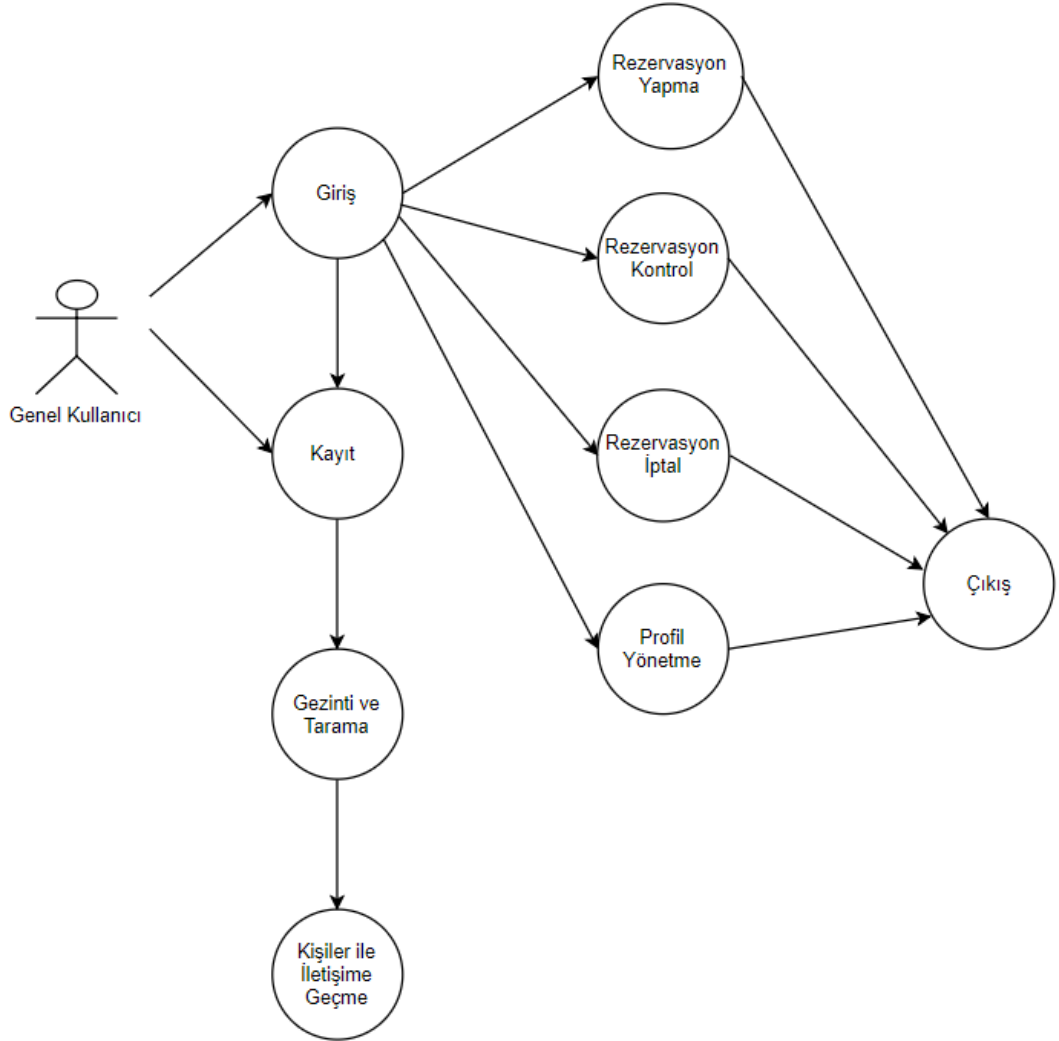 Rezervasyon
Yapma
Giriş
Rezervasyon
Kontrol
Genel Kullanıcı
Kayıt
Rezervasyon
İptal
Çıkış
Profil
Yönetme
Gezinti ve
Tarama
Kişiler ile
İletişime
Geçme